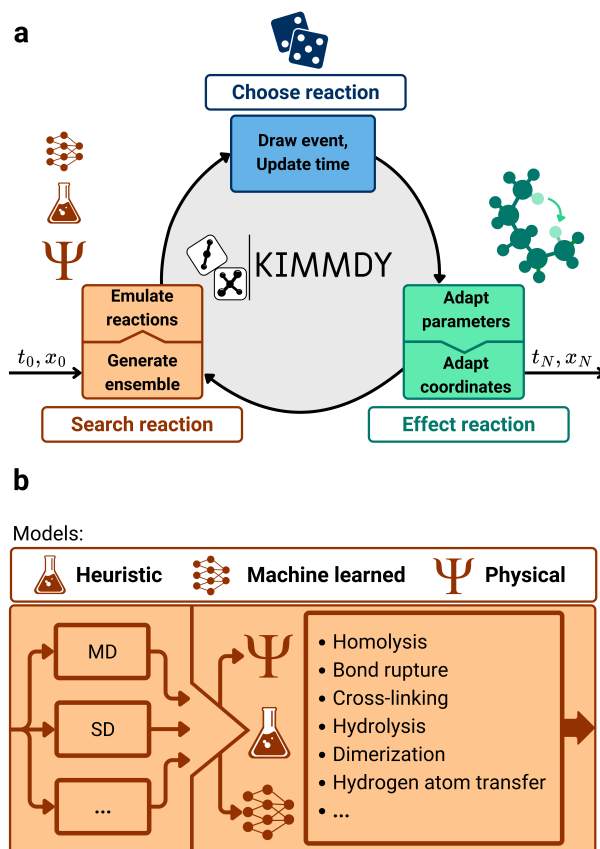 a
Choose reaction
Draw event,
Update time
KIMMDY
Emulate
reactions
Generate
ensemble
t₀, x₀
Search reaction
Adapt
parameters
Adapt
coordinates
t_N, x_N
Effect reaction
Ψ
b
Models:
Heuristic
Machine learned
Ψ Physical
MD
SD
...
Ψ
• Homolysis
• Bond rupture
• Cross-linking
• Hydrolysis
• Dimerization
• Hydrogen atom transfer
• ...